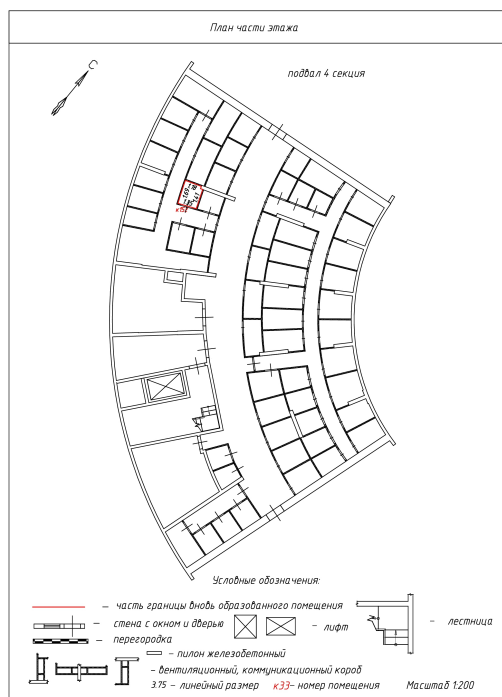 План части этажа
С
подвал 4 секция
Условные обозначения:
– часть границы вновь образованного помещения
– стена с окном и дверью
– лифт
– лестница
– перегородка
– пилон железобетонный
– вентиляционный, коммуникационный короб
3.75 – линейный размер к33– номер помещения Масштаб 1:200